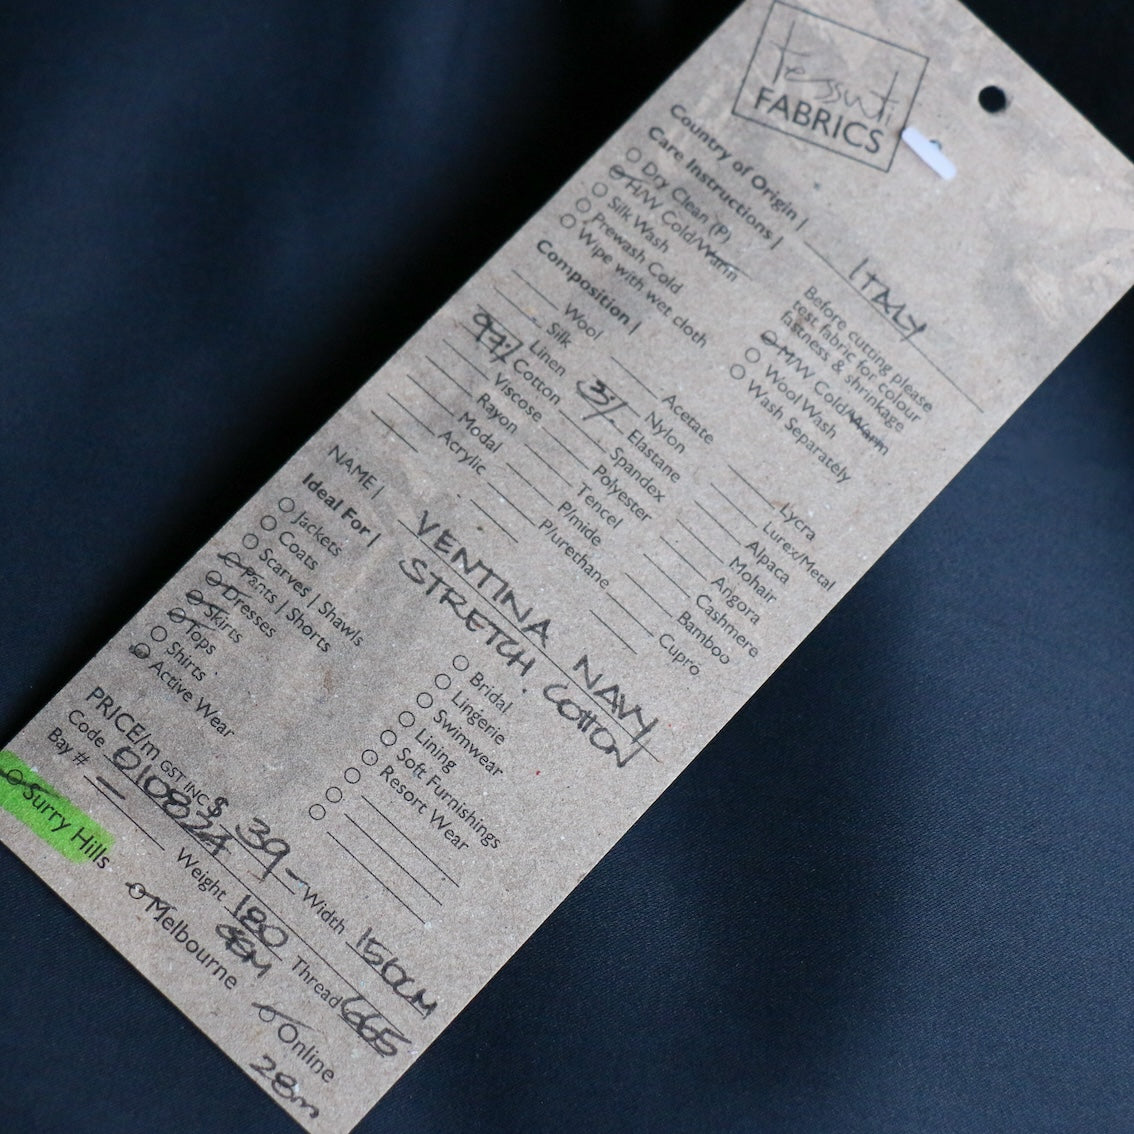 Tessuti
FABRICS
Country of Origin | ITALY
Care Instructions |
Dry Clean (P)
H/W Cold/Warm
Silk Wash
Prewash Cold
Wipe with wet cloth
Before cutting please
test fabric for colour
fastness & shrinkage
M/W Cold/Warm
Wool Wash
Wash Separately
Composition |
Wool
Silk
Linen
97% Cotton
Viscose
Rayon
Modal
Acrylic
Acetate
Nylon
3% Elastane
Spandex
Polyester
Tencel
P/mide
P/urethane
Lycra
Lurex/Metal
Alpaca
Mohair
Angora
Cashmere
Bamboo
Cupro
NAME | VENTINA NAVY
STRETCH COTTON
Ideal For |
Jackets
Coats
Scarves | Shawls
Pants | Shorts
Dresses
Skirts
Tops
Shirts
Active Wear
Bridal
Lingerie
Swimwear
Lining
Soft Furnishings
Resort Wear
PRICE/m GST INC $ 39- Width 150CM
Code 010824 Weight 180 GSM Thread 665
Bay # -
Surry Hills Melbourne Online
28m